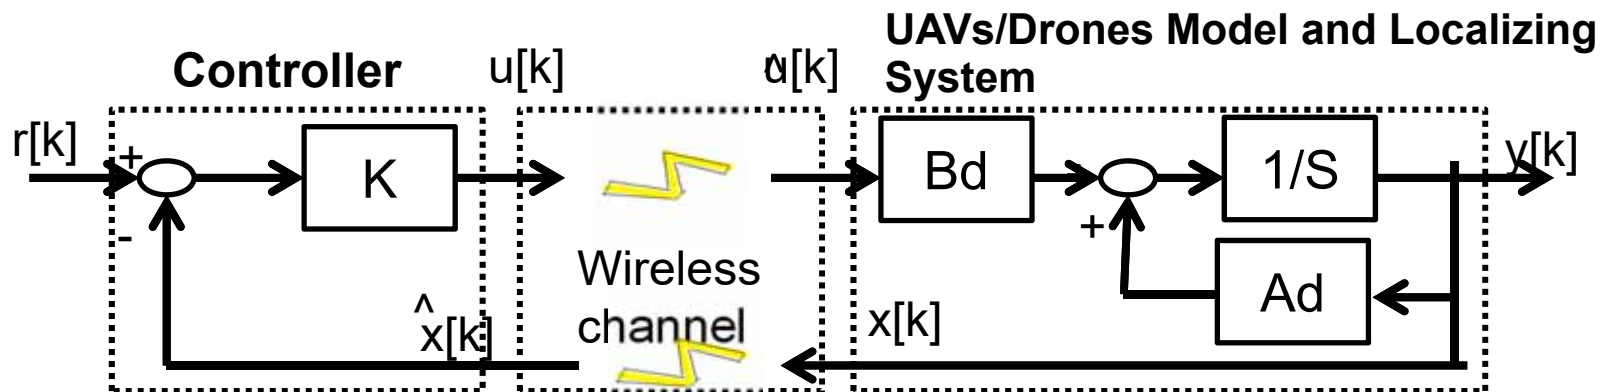 UAVs/Drones Model and Localizing
System
Controller
u[k]
û[k]
r[k]
+
-
K
Bd
+
1/S
Ad
y[k]
Wireless
channel
^
x[k]
x[k]